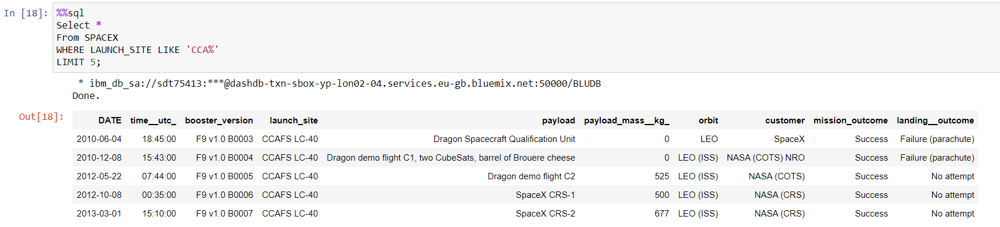 In [18]: %%sql
Select *
From SPACEX
WHERE LAUNCH_SITE LIKE 'CCA%'
LIMIT 5;
* ibm_db_sa://sdt75413:***@dashdb-txn-sbox-yp-lon02-04.services.eu-gb.bluemix.net:50000/BLUDB
Done.
Out[18]:
DATE time__utc_ booster_version launch_site payload payload_mass__kg_ orbit customer mission_outcome landing__outcome
2010-06-04 18:45:00 F9 v1.0 B0003 CCAFS LC-40 Dragon Spacecraft Qualification Unit 0 LEO SpaceX Success Failure (parachute)
2010-12-08 15:43:00 F9 v1.0 B0004 CCAFS LC-40 Dragon demo flight C1, two CubeSats, barrel of Brouere cheese 0 LEO (ISS) NASA (COTS) NRO Success Failure (parachute)
2012-05-22 07:44:00 F9 v1.0 B0005 CCAFS LC-40 Dragon demo flight C2 525 LEO (ISS) NASA (COTS) Success No attempt
2012-10-08 00:35:00 F9 v1.0 B0006 CCAFS LC-40 SpaceX CRS-1 500 LEO (ISS) NASA (CRS) Success No attempt
2013-03-01 15:10:00 F9 v1.0 B0007 CCAFS LC-40 SpaceX CRS-2 677 LEO (ISS) NASA (CRS) Success No attempt